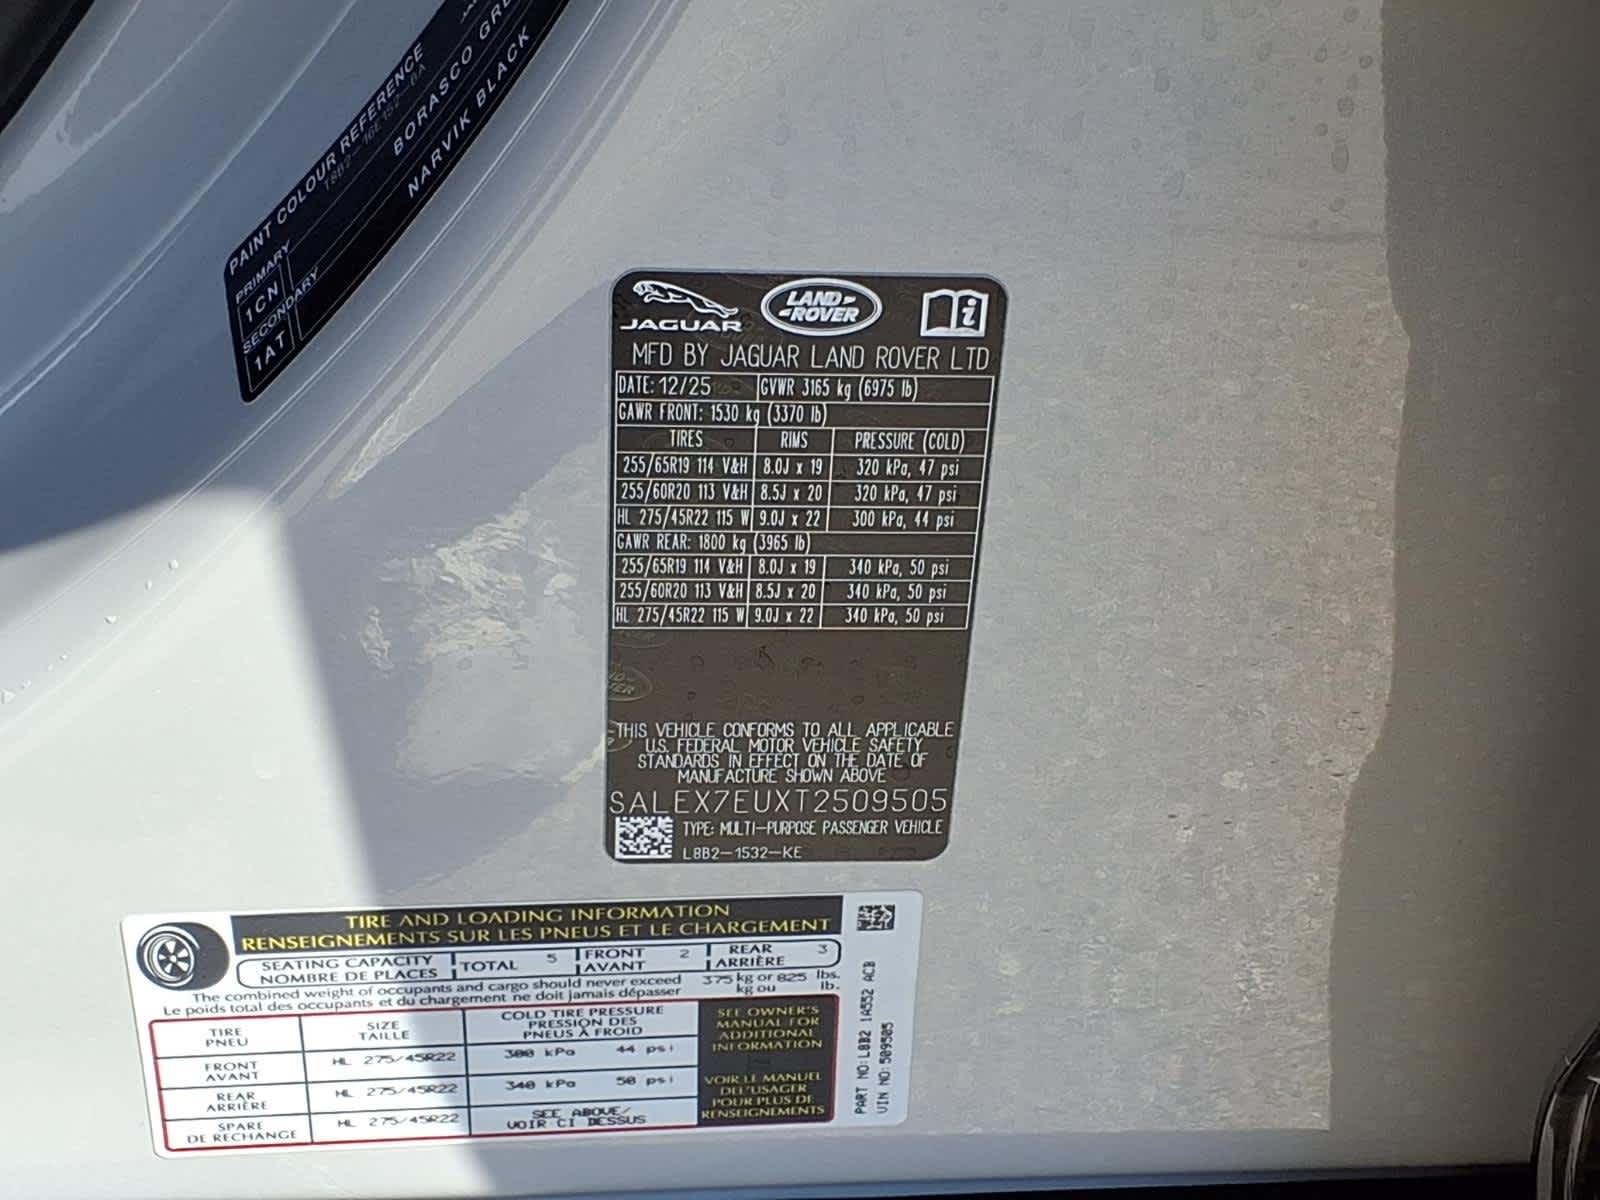 PAINT COLOUR REFERENCE
PRIMARY
1CN
BORASCO
SECONDARY
1AT
NARVIK BLACK
JAGUAR
LAND ROVER
i
MFD BY JAGUAR LAND ROVER LTD
DATE: 12/25 GVWR 3165 kg (6975 lb)
GAWR FRONT: 1530 kg (3370 lb)
TIRES RIMS PRESSURE (COLD)
255/65R19 114 V&H 8.0J x 19 320 kPa, 47 psi
255/60R20 113 V&H 8.5J x 20 320 kPa, 47 psi
HL 275/45R22 115 W 9.0J x 22 300 kPa, 44 psi
GAWR REAR: 1800 kg (3965 lb)
255/65R19 114 V&H 8.0J x 19 340 kPa, 50 psi
255/60R20 113 V&H 8.5J x 20 340 kPa, 50 psi
HL 275/45R22 115 W 9.0J x 22 340 kPa, 50 psi
THIS VEHICLE CONFORMS TO ALL APPLICABLE
U.S. FEDERAL MOTOR VEHICLE SAFETY
STANDARDS IN EFFECT ON THE DATE OF
MANUFACTURE SHOWN ABOVE
SALEX7EUXT2509505
TYPE: MULTI-PURPOSE PASSENGER VEHICLE
L8B2-1532-KE
TIRE AND LOADING INFORMATION
RENSEIGNEMENTS SUR LES PNEUS ET LE CHARGEMENT
SEATING CAPACITY
NOMBRE DE PLACES
TOTAL 5
FRONT
AVANT
2
REAR
ARRIÈRE
3
The combined weight of occupants and cargo should never exceed 375 kg or 825 lbs.
Le poids total des occupants et du chargement ne doit jamais dépasser kg ou lb.
TIRE
PNEU
SIZE
TAILLE
COLD TIRE PRESSURE
PRESSION DES
PNEUS À FROID
FRONT
AVANT
HL 275/45R22
300 kPa 44 psi
REAR
ARRIÈRE
HL 275/45R22
340 kPa 50 psi
SPARE
DE RECHANGE
HL 275/45R22
SEE ABOVE/
VOIR CI DESSUS
SEE OWNER'S
MANUAL FOR
ADDITIONAL
INFORMATION
VOIR LE MANUEL
DE L'USAGER
POUR PLUS DE
RENSEIGNEMENTS
PART NO: L8B2 1A552 ACB
VIN NO: 509505